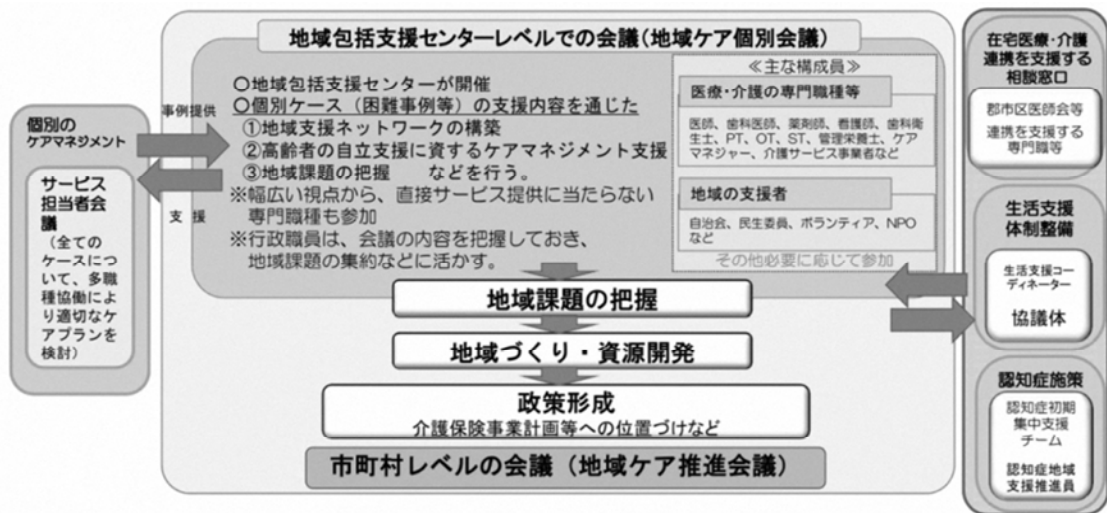 地域包括支援センターレベルでの会議(地域ケア個別会議)
事例提供
個別の
ケアマネジメント
サービス
担当者会
議
(全ての
ケースにつ
いて、多職
種協働によ
り適切なケ
アプランを
検討)
支 援
〇地域包括支援センターが開催
〇個別ケース(困難事例等)の支援内容を通じた
①地域支援ネットワークの構築
②高齢者の自立支援に資するケアマネジメント支援
③地域課題の把握 などを行う。
※幅広い視点から、直接サービス提供に当たらない
専門職種も参加
※行政職員は、会議の内容を把握しておき、
地域課題の集約などに活かす。
≪主な構成員≫
医療・介護の専門職種等
医師、歯科医師、薬剤師、看護師、歯科衛
生士、PT、OT、ST、管理栄養士、ケア
マネジャー、介護サービス事業者など
地域の支援者
自治会、民生委員、ボランティア、NPO
など
その他必要に応じて参加
地域課題の把握
地域づくり・資源開発
政策形成
介護保険事業計画等への位置づけなど
市町村レベルの会議(地域ケア推進会議)
在宅医療・介護
連携を支援する
相談窓口
郡市区医師会等
連携を支援する
専門職等
生活支援
体制整備
生活支援コー
ディネーター
協議体
認知症施策
認知症初期
集中支援
チーム
認知症地域
支援推進員